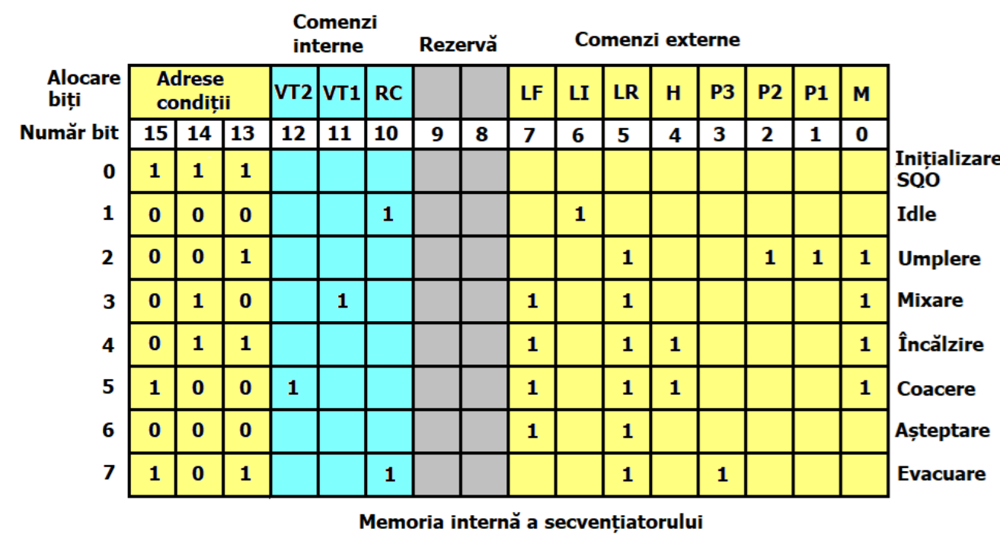 Comenzi
interne
Rezervă
Comenzi externe
Alocare
biți
Adrese
condiții
VT2 VT1 RC LF LI LR H P3 P2 P1 M
Număr bit 15 14 13 12 11 10 9 8 7 6 5 4 3 2 1 0
0 1 1 1 Inițializare
SQO
1 0 0 0 1 1 Idle
2 0 0 1 1 1 1 1 Umplere
3 0 1 0 1 1 1 1 Mixare
4 0 1 1 1 1 1 1 Încălzire
5 1 0 0 1 1 1 1 1 Coacere
6 0 0 0 1 1 Așteptare
7 1 0 1 1 1 1 Evacuare
Memoria internă a secvențiatorului